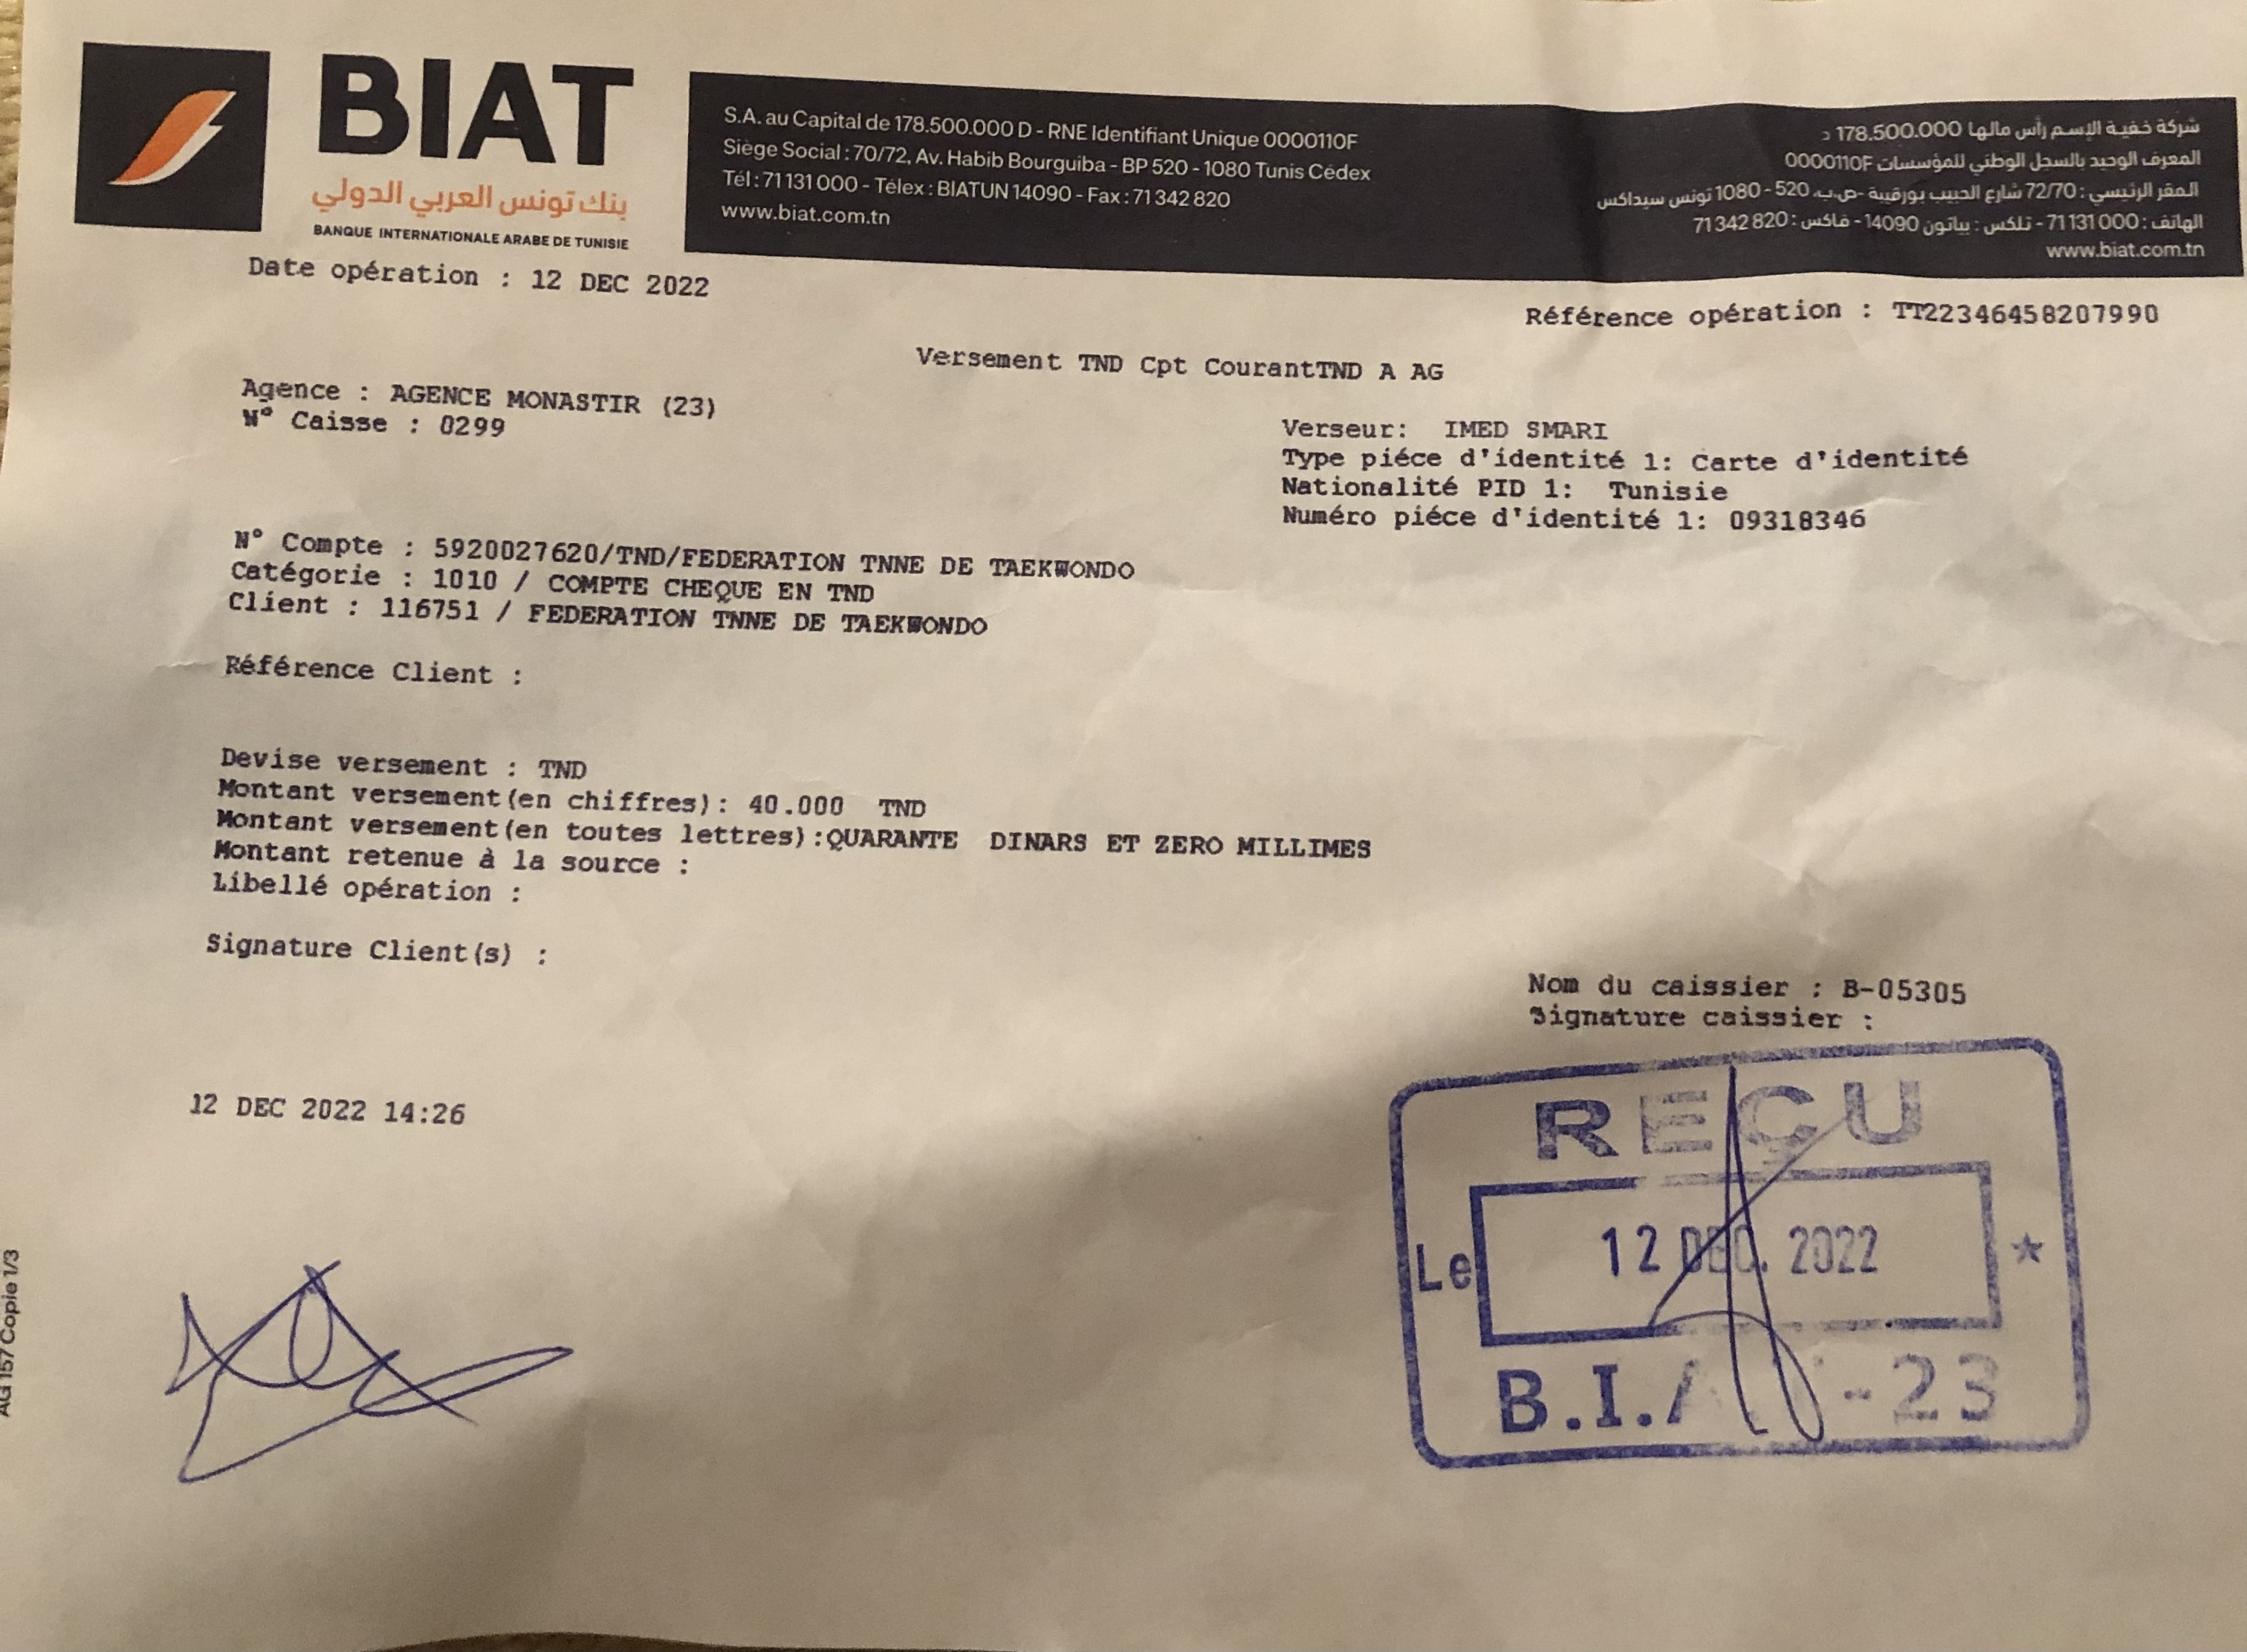 BIAT
بنك تونس العربي الدولي
BANQUE INTERNATIONALE ARABE DE TUNISIE
S.A. au Capital de 178.500.000 D - RNE Identifiant Unique 0000110F
Siège Social : 70/72, Av. Habib Bourguiba - BP 520 - 1080 Tunis Cédex
Tél : 71 131 000 - Télex : BIATUN 14090 - Fax : 71 342 820
www.biat.com.tn
شركة خفية الإسم رأس مالها 178.500.000 د
المعرف الوحيد بالسجل الوطني للمؤسسات 0000110F
المقر الرئيسي : 72/70 شارع الحبيب بورقيبة -ص.ب. 520 - 1080 تونس سيداكس
الهاتف : 71 131 000 - تلكس : بياتون 14090 - فاكس : 71 342 820
www.biat.com.tn
Date opération : 12 DEC 2022
Référence opération : TT22346458207990
Versement TND Cpt CourantTND A AG
Agence : AGENCE MONASTIR (23)
N° Caisse : 0299
Verseur: IMED SMARI
Type piéce d'identité 1: Carte d'identité
Nationalité PID 1: Tunisie
Numéro piéce d'identité 1: 09318346
N° Compte : 5920027620/TND/FEDERATION TNNE DE TAEKWONDO
Catégorie : 1010 / COMPTE CHEQUE EN TND
Client : 116751 / FEDERATION TNNE DE TAEKWONDO
Référence Client :
Devise versement : TND
Montant versement(en chiffres): 40.000 TND
Montant versement(en toutes lettres):QUARANTE DINARS ET ZERO MILLIMES
Montant retenue à la source :
Libellé opération :
Signature Client(s) :
Nom du caissier : B-05305
Signature caissier :
12 DEC 2022 14:26
REÇU
Le 12 DEC. 2022
B.I.A -23
AG 157 Copie 1/3